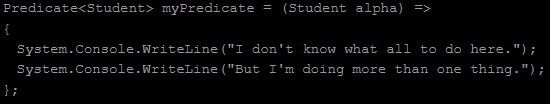 Predicate<Student> myPredicate = (Student alpha) =>
{
  System.Console.WriteLine("I don't know what all to do here.");
  System.Console.WriteLine("But I'm doing more than one thing.");
};